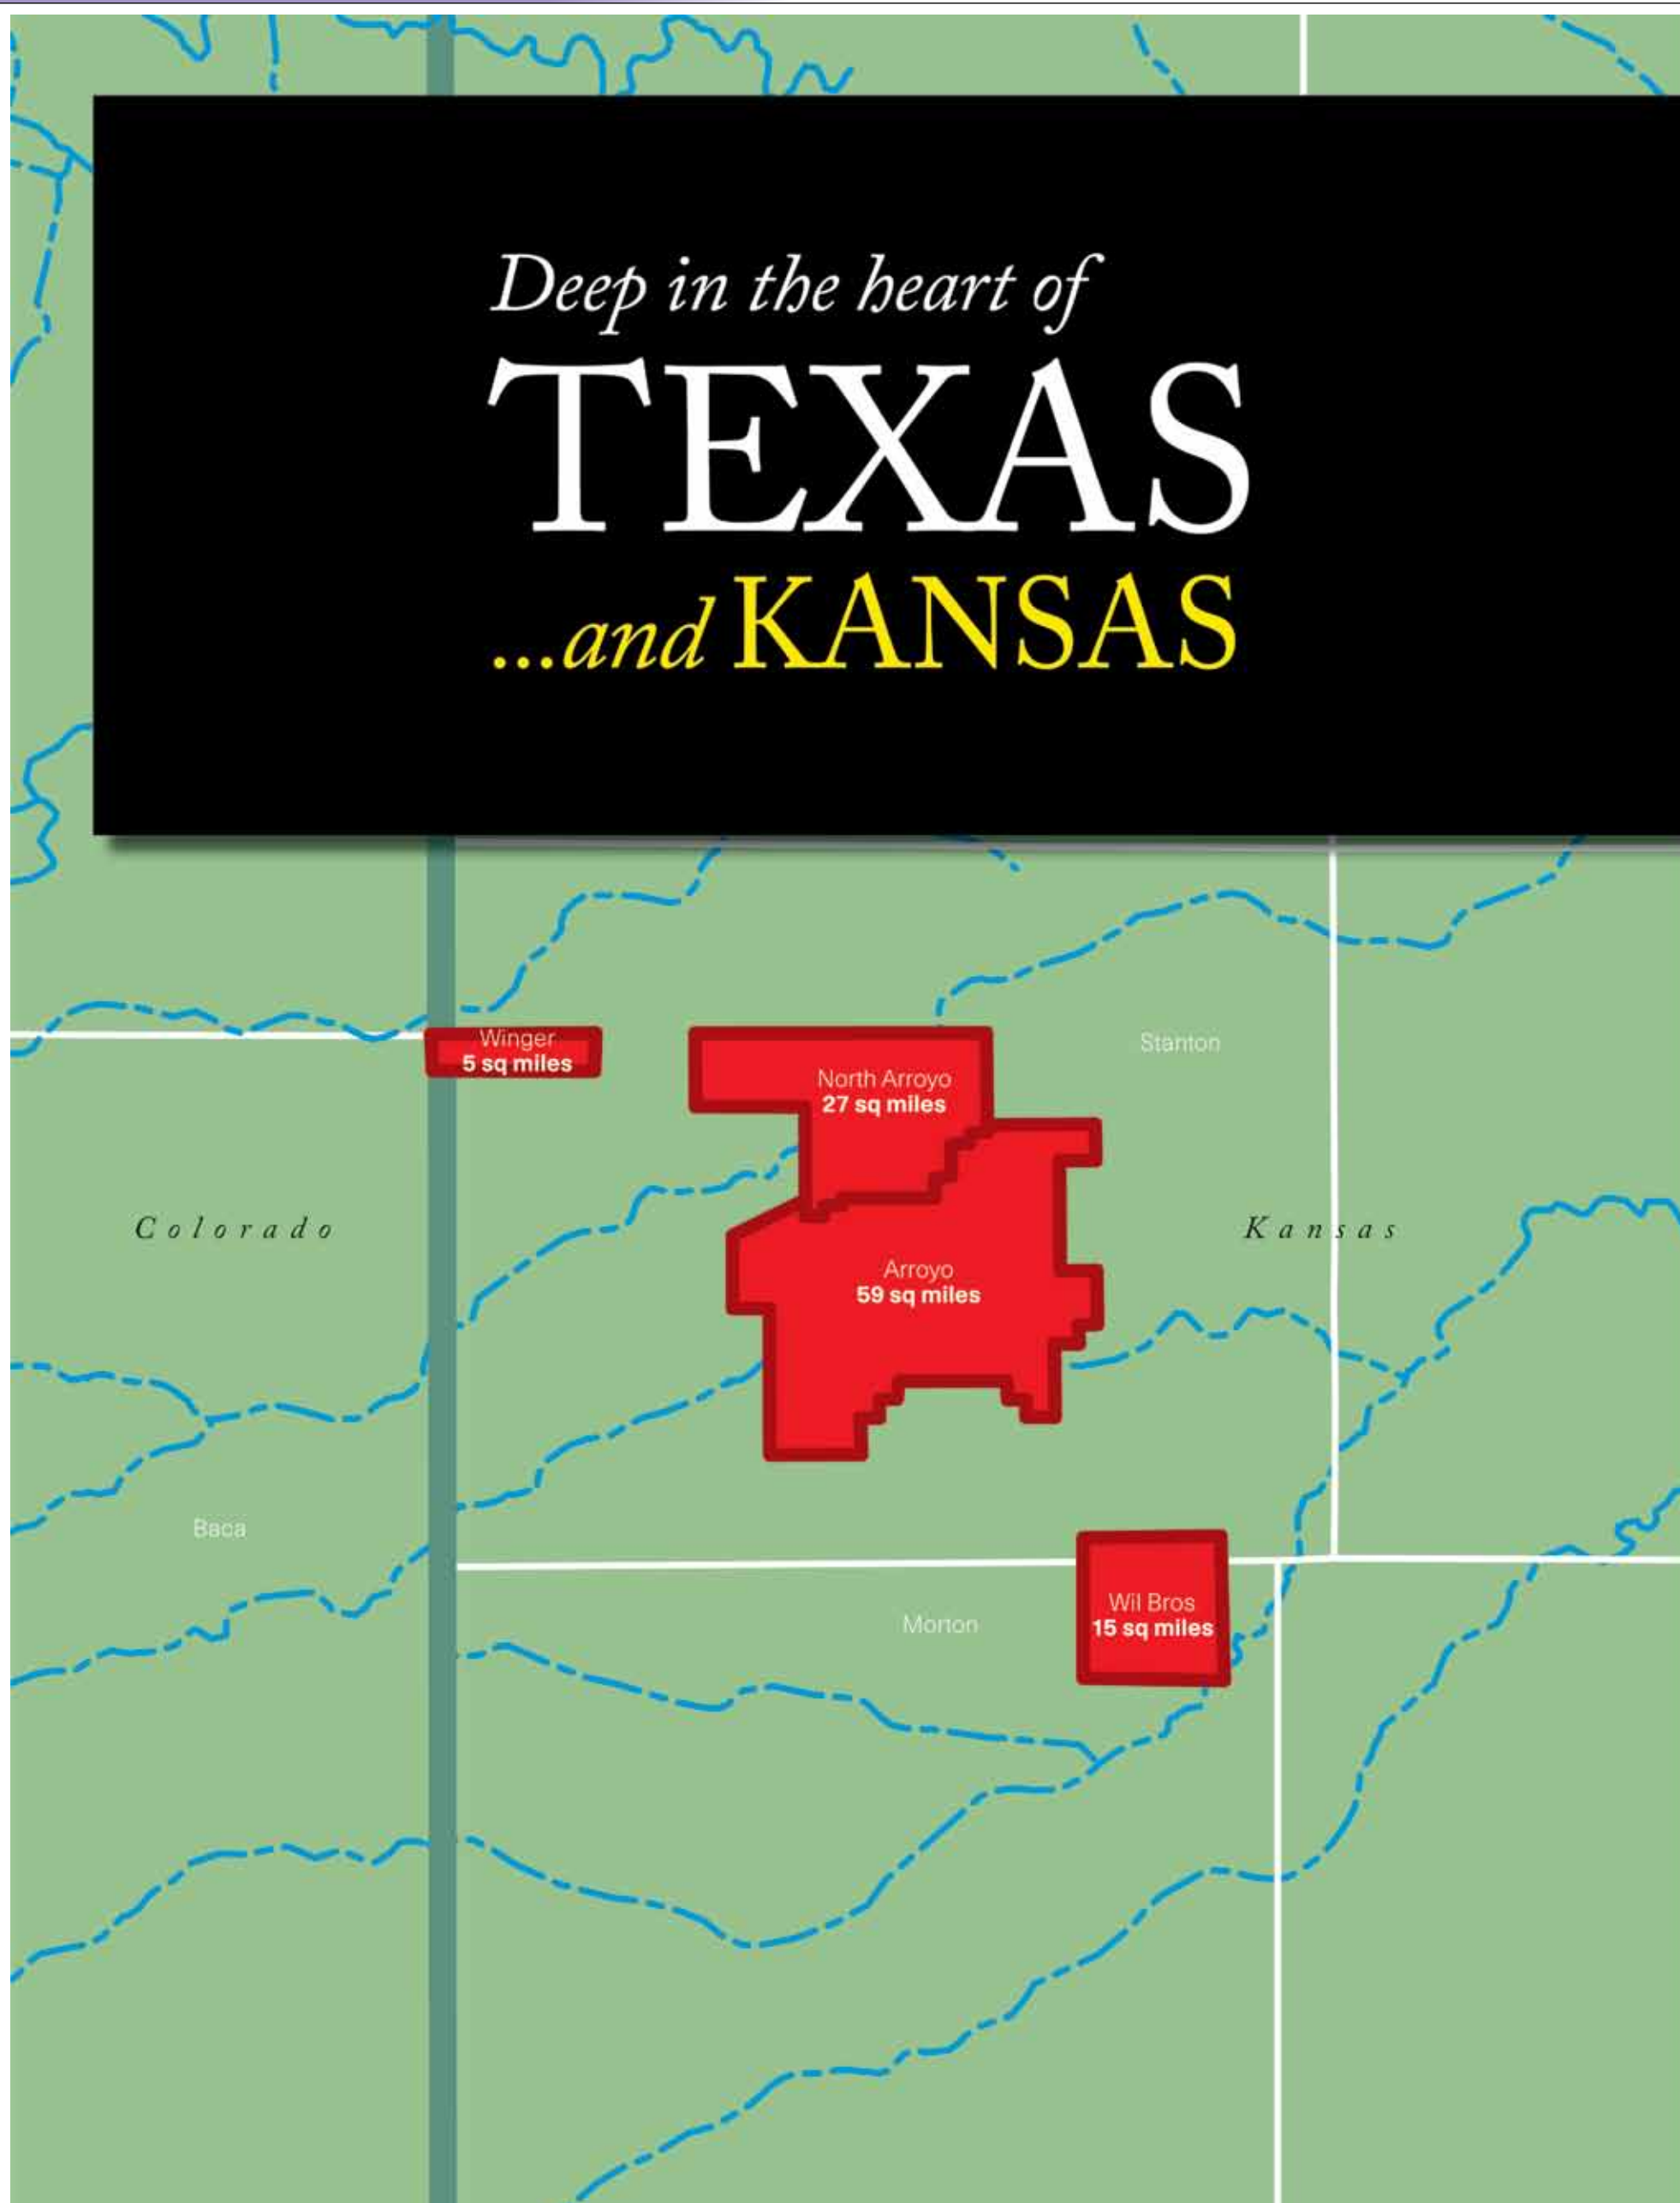 Deep in the heart of
TEXAS
...and KANSAS
Winger
5 sq miles
Stanton
North Arroyo
27 sq miles
Colorado
Kansas
Arroyo
59 sq miles
Baca
Wil Bros
15 sq miles
Morton